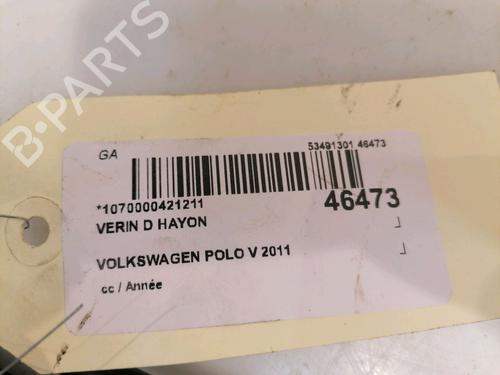 B-PARTS
GA
53491301 46473
*1070000421211
46473
VERIN D HAYON
VOLKSWAGEN POLO V 2011
cc / Année